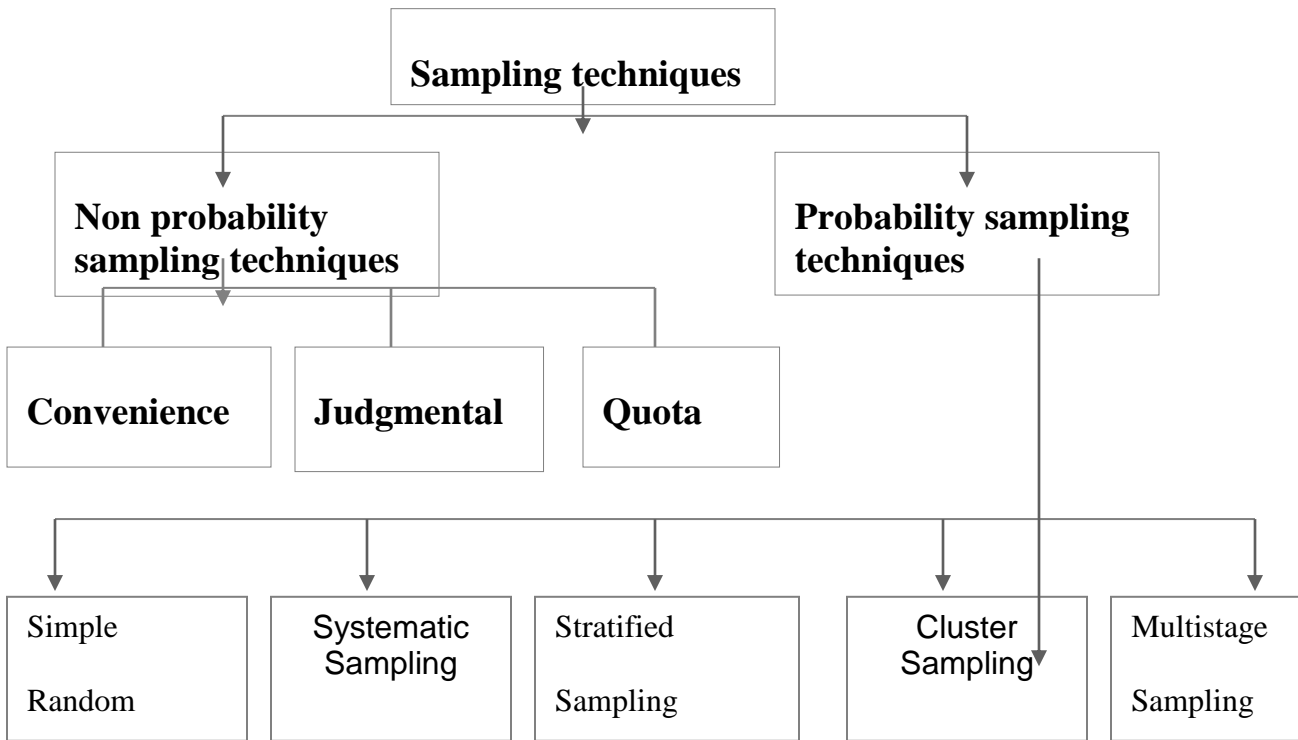 Sampling techniques
Non probability
sampling techniques
Probability sampling
techniques
Convenience
Judgmental
Quota
Simple
Random
Systematic
Sampling
Stratified
Sampling
Cluster
Sampling
Multistage
Sampling